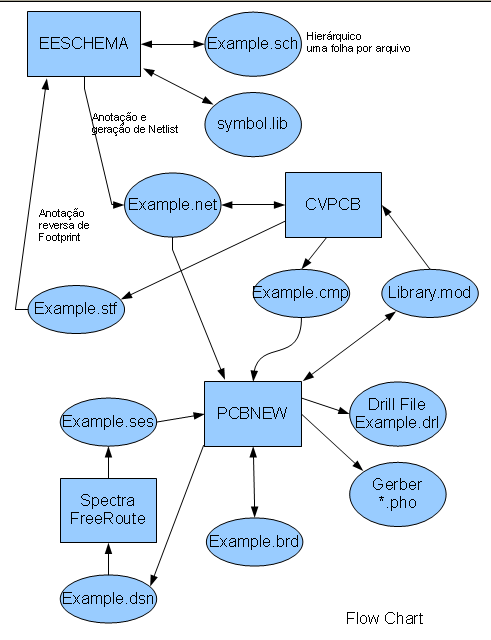 EESCHEMA
Example.sch
Hierárquico
uma folha por arquivo
symbol.lib
Anotação e
geração de Netlist
Example.net
CVPCB
Anotação
reversa de
Footprint
Example.stf
Example.cmp
Library.mod
PCBNEW
Example.ses
Drill File
Example.drl
Spectra
FreeRoute
Gerber
*.pho
Example.brd
Example.dsn
Flow Chart